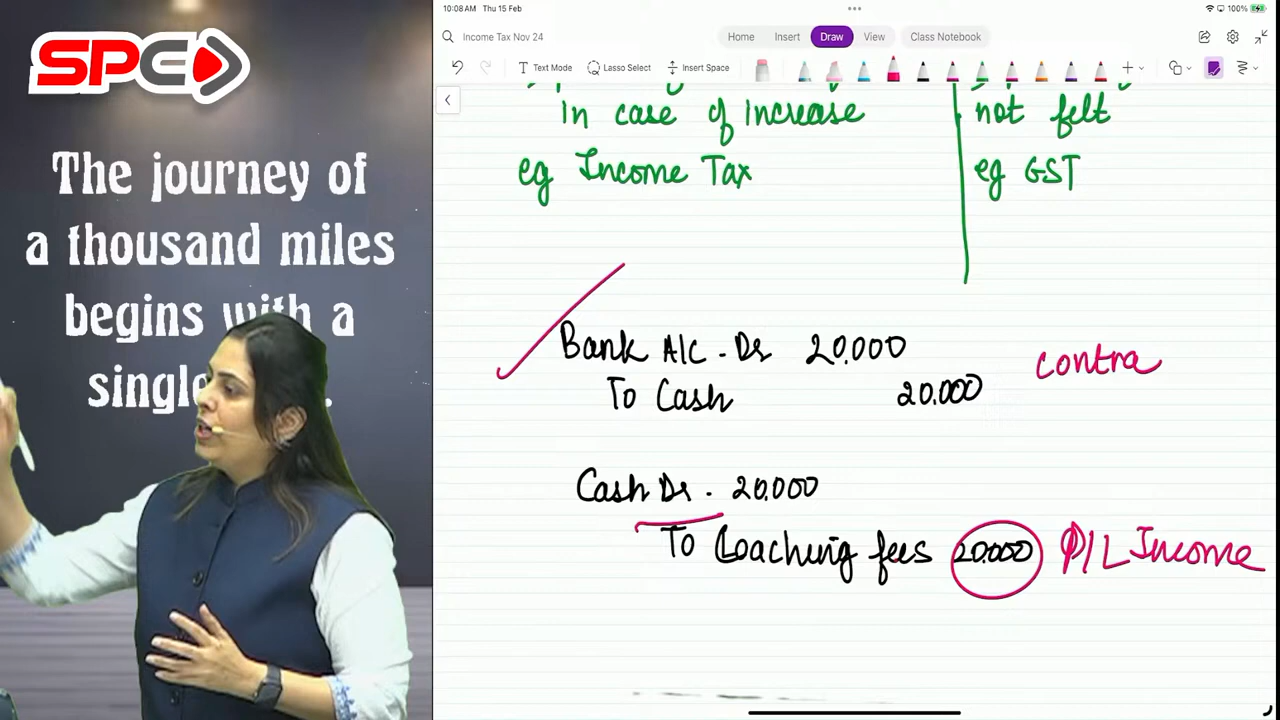 SPC
The journey of
a thousand miles
begins with a
single
10:08 AM Thu 15 Feb
100%
Income Tax Nov 24
Home Insert Draw View Class Notebook
Text Mode Lasso Select Insert Space
in case of increase
not felt
eg Income Tax
eg GST
Bank A/C - Dr 20,000
To Cash 20,000
contra
Cash Dr - 20,000
To Coaching fees 20,000 P/L Income